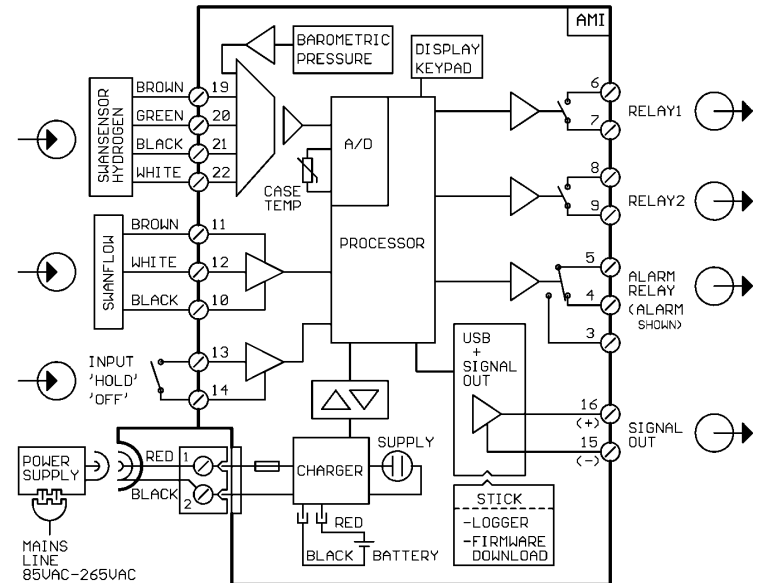 AMI
BAROMETRIC
PRESSURE
DISPLAY
KEYPAD
SWANSENSOR
HYDROGEN
BROWN 19
GREEN 20
BLACK 21
WHITE 22
A/D
CASE
TEMP
PROCESSOR
6
7
RELAY1
8
9
RELAY2
SWANFLOW
BROWN 11
WHITE 12
BLACK 10
5
4
3
ALARM
RELAY
(ALARM
SHOWN)
INPUT
'HOLD'
'OFF'
13
14
USB
+
SIGNAL
OUT
16
(+)
15
(-)
SIGNAL
OUT
POWER
SUPPLY
RED 1
BLACK 2
CHARGER
SUPPLY
RED
BLACK
BATTERY
STICK
-LOGGER
-FIRMWARE
DOWNLOAD
MAINS
LINE
85VAC-265VAC